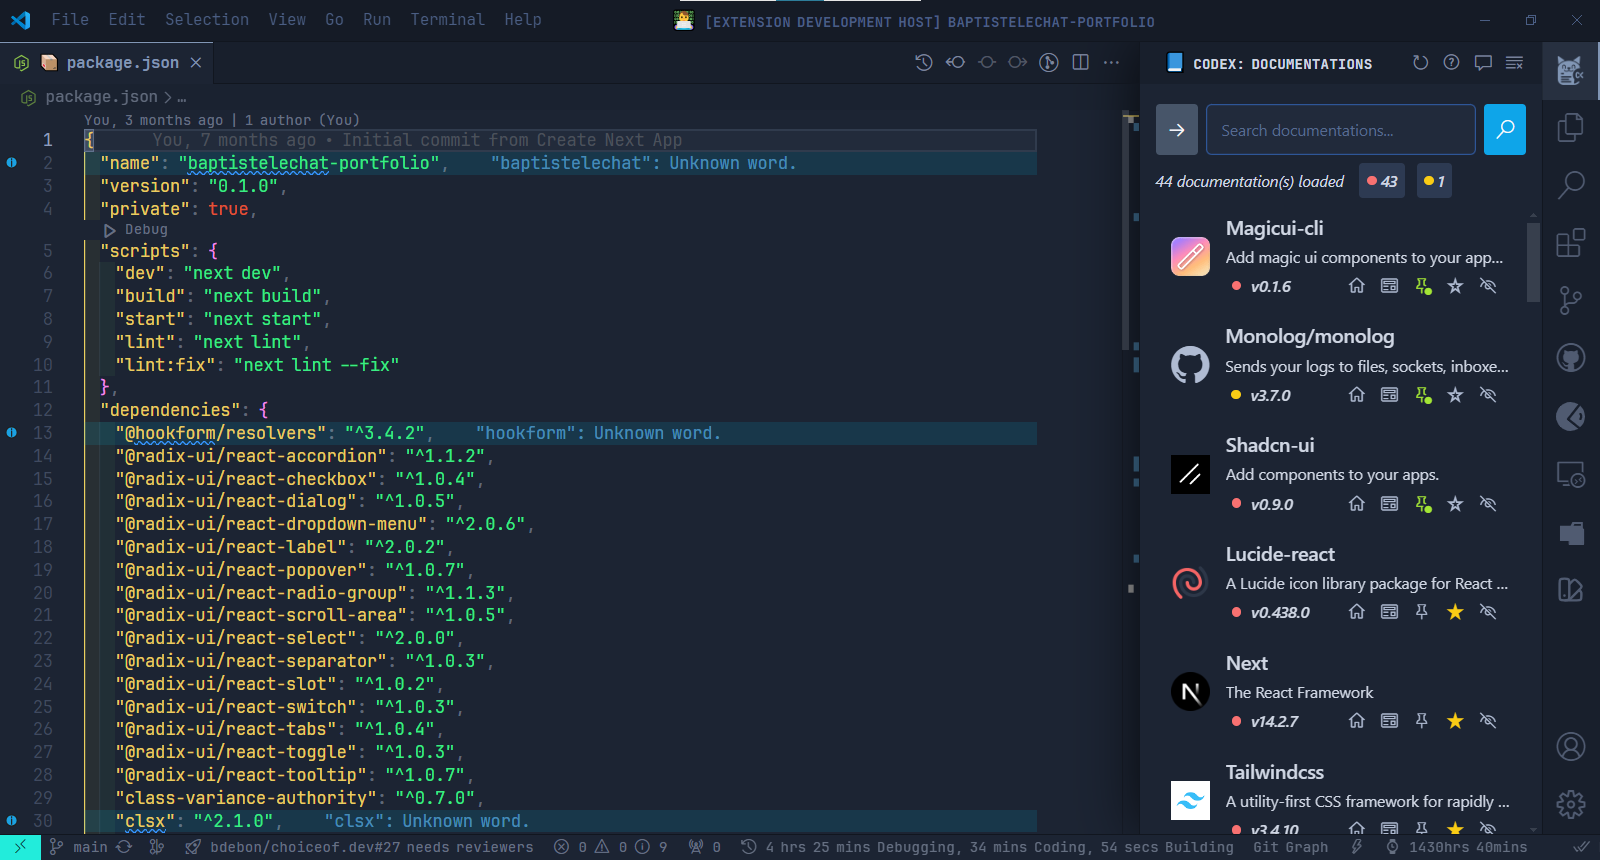 File Edit Selection View Go Run Terminal Help
[EXTENSION DEVELOPMENT HOST] BAPTISTELECHAT-PORTFOLIO
package.json
package.json > …
You, 3 months ago | 1 author (You)
1 { You, 7 months ago • Initial commit from Create Next App
2 "name": "baptistelechat-portfolio", "baptistelechat": Unknown word.
3 "version": "0.1.0",
4 "private": true,
Debug
5 "scripts": {
6 "dev": "next dev",
7 "build": "next build",
8 "start": "next start",
9 "lint": "next lint",
10 "lint:fix": "next lint --fix"
11 },
12 "dependencies": {
13 "@hookform/resolvers": "^3.4.2", "hookform": Unknown word.
14 "@radix-ui/react-accordion": "^1.1.2",
15 "@radix-ui/react-checkbox": "^1.0.4",
16 "@radix-ui/react-dialog": "^1.0.5",
17 "@radix-ui/react-dropdown-menu": "^2.0.6",
18 "@radix-ui/react-label": "^2.0.2",
19 "@radix-ui/react-popover": "^1.0.7",
20 "@radix-ui/react-radio-group": "^1.1.3",
21 "@radix-ui/react-scroll-area": "^1.0.5",
22 "@radix-ui/react-select": "^2.0.0",
23 "@radix-ui/react-separator": "^1.0.3",
24 "@radix-ui/react-slot": "^1.0.2",
25 "@radix-ui/react-switch": "^1.0.3",
26 "@radix-ui/react-tabs": "^1.0.4",
27 "@radix-ui/react-toggle": "^1.0.3",
28 "@radix-ui/react-tooltip": "^1.0.7",
29 "class-variance-authority": "^0.7.0",
30 "clsx": "^2.1.0", "clsx": Unknown word.
CODEX: DOCUMENTATIONS
Search documentations...
44 documentation(s) loaded 43 1
Magicui-cli
Add magic ui components to your app...
v0.1.6
Monolog/monolog
Sends your logs to files, sockets, inboxe...
v3.7.0
Shadcn-ui
Add components to your apps.
v0.9.0
Lucide-react
A Lucide icon library package for React ...
v0.438.0
Next
The React Framework
v14.2.7
Tailwindcss
A utility-first CSS framework for rapidly ...
v3.4.10
main bdebon/choiceof.dev#27 needs reviewers 0 0 9 0 4 hrs 25 mins Debugging, 34 mins Coding, 54 secs Building Git Graph 1430hrs 40mins